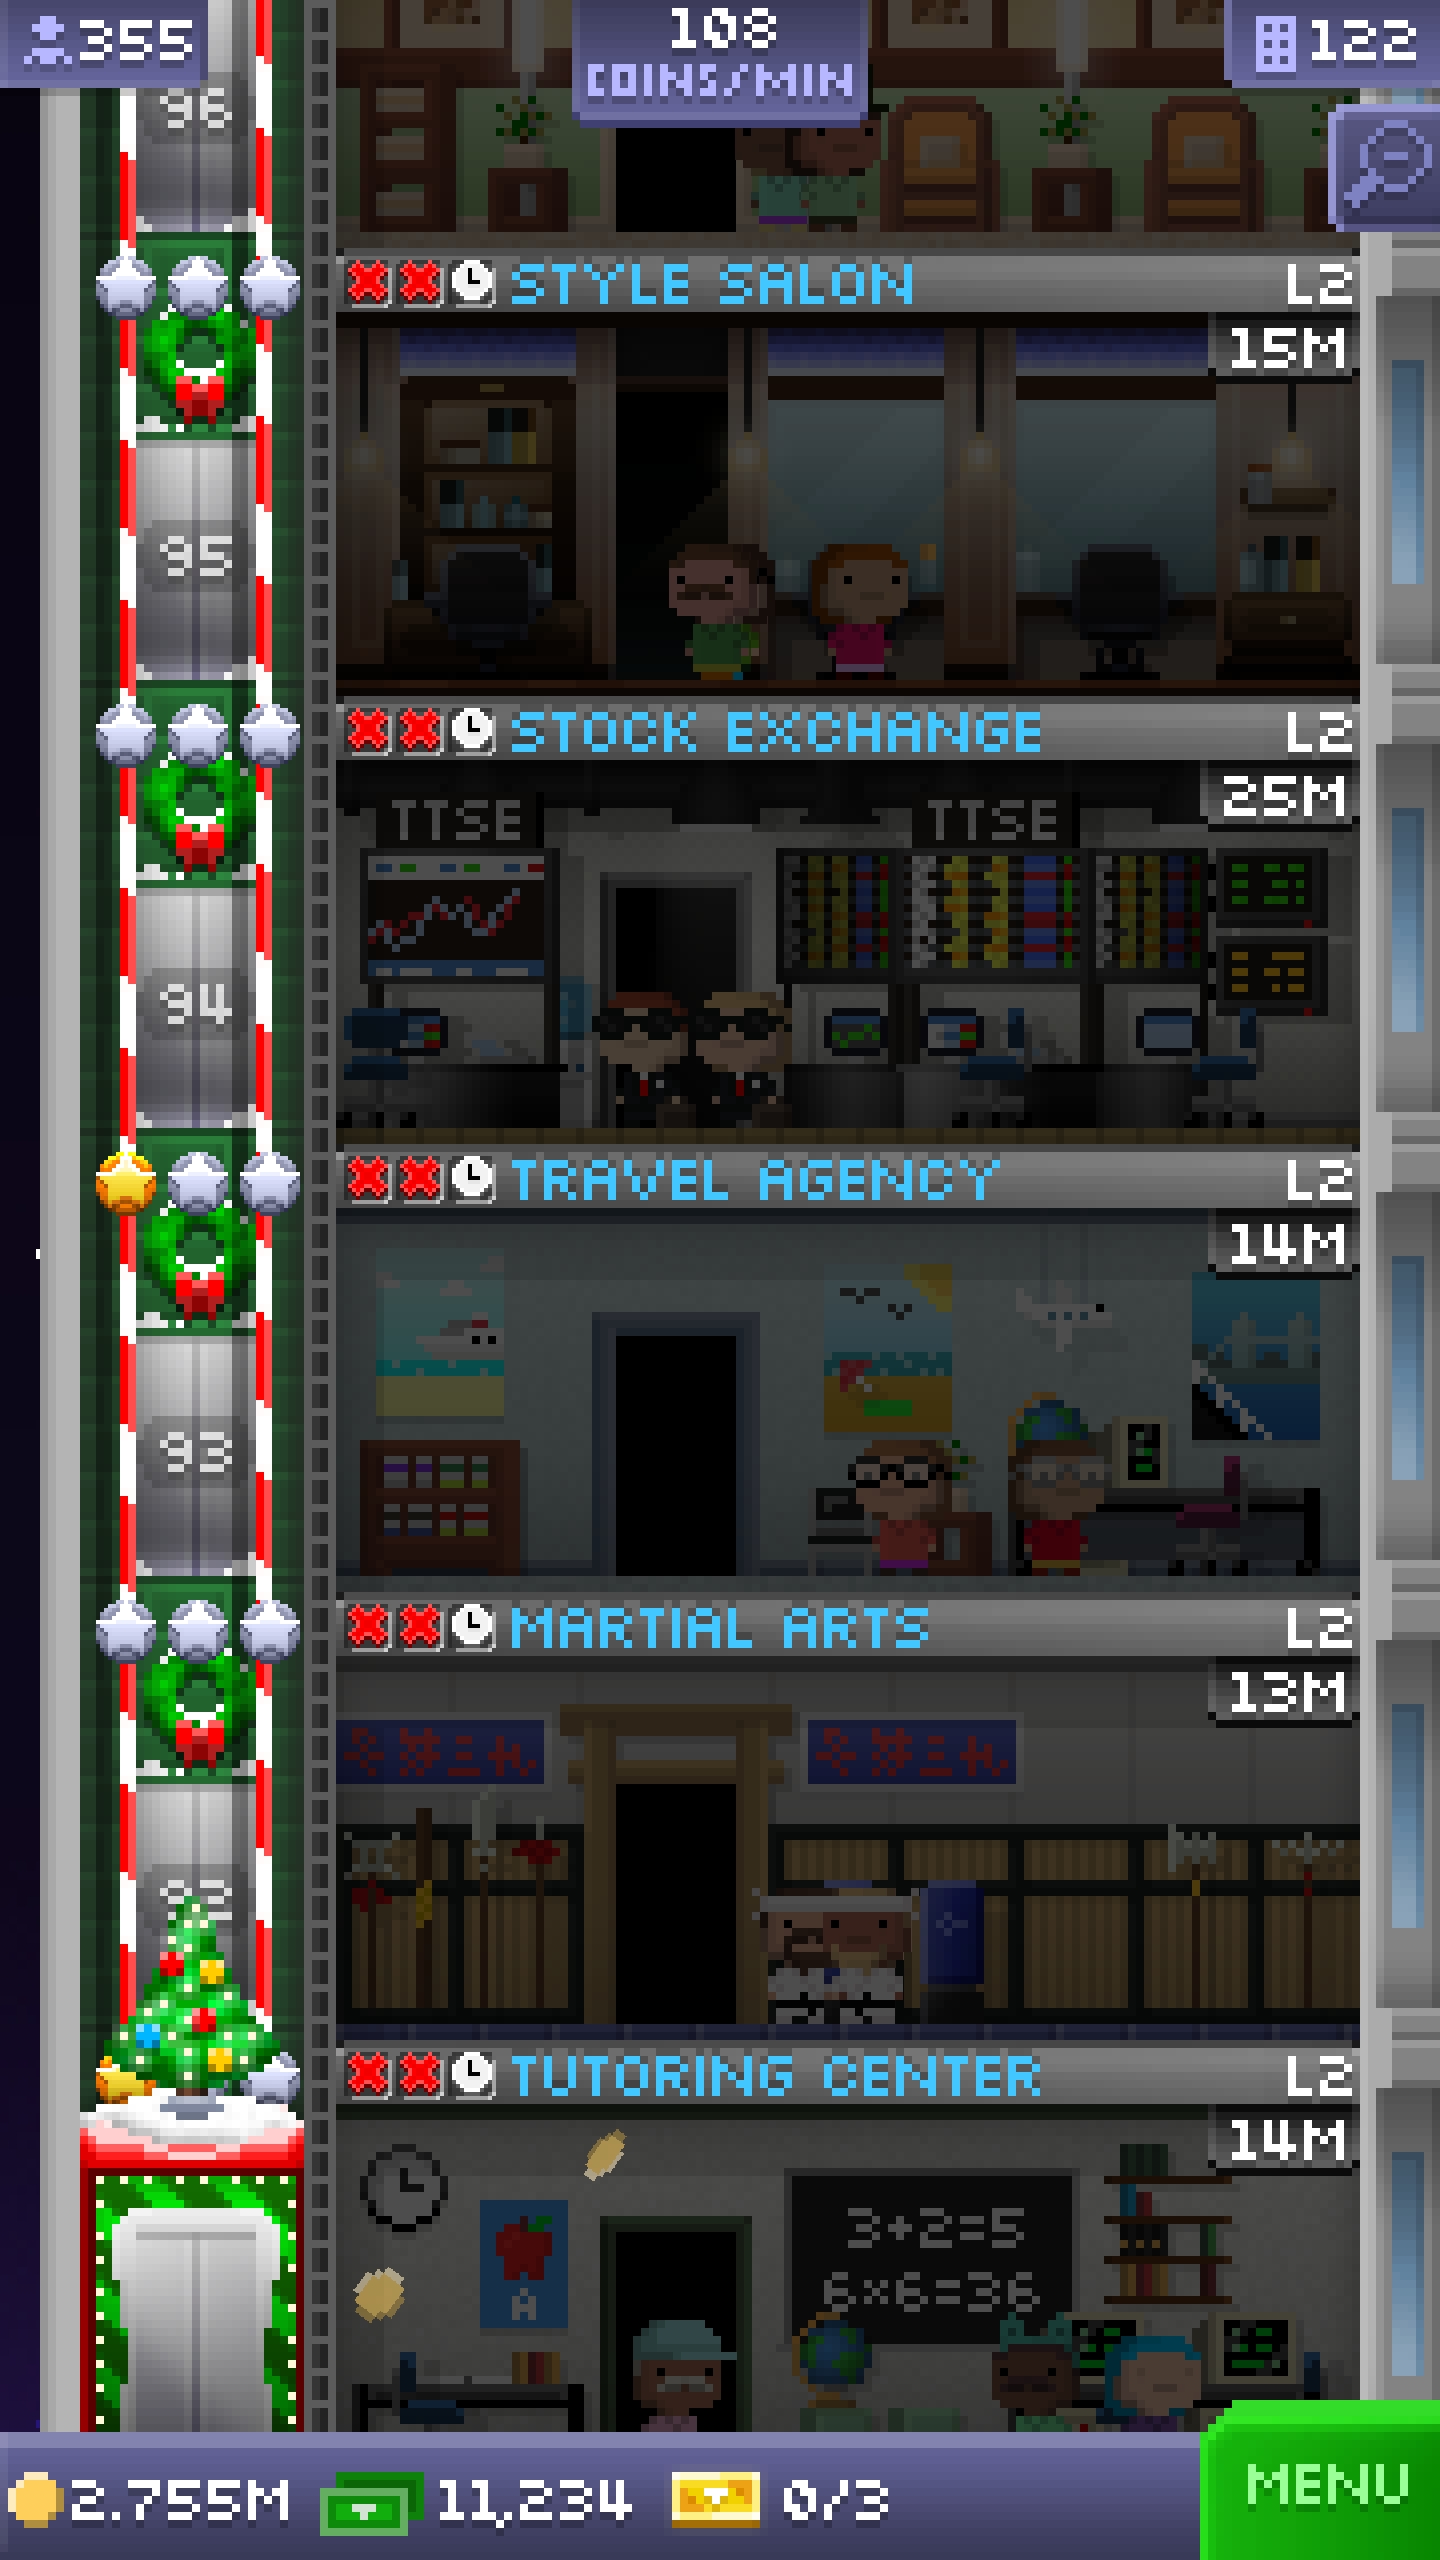 355
108
COINS/MIN
122
96
STYLE SALON
L2
15M
95
STOCK EXCHANGE
L2
25M
TTSE
TTSE
94
TRAVEL AGENCY
L2
14M
93
MARTIAL ARTS
L2
13M
TUTORING CENTER
L2
14M
3+2=5
6×6=36
A
2.755M
11,234
0/3
MENU